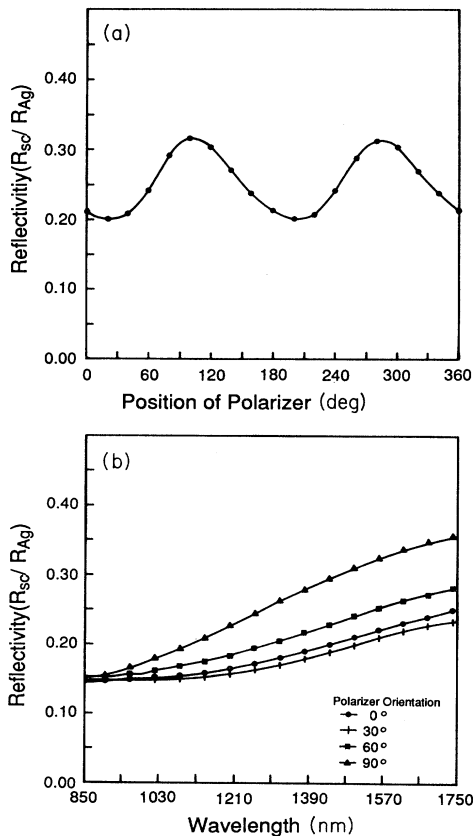 (a)
Reflectivitiy(Rsc/ RAg)
0.40
0.30
0.20
0.10
0.00
0 60 120 180 240 300 360
Position of Polarizer (deg)
(b)
Reflectivity(Rsc/ RAg)
0.40
0.30
0.20
0.10
0.00
Polarizer Orientation
0°
30°
60°
90°
850 1030 1210 1390 1570 1750
Wavelength (nm)